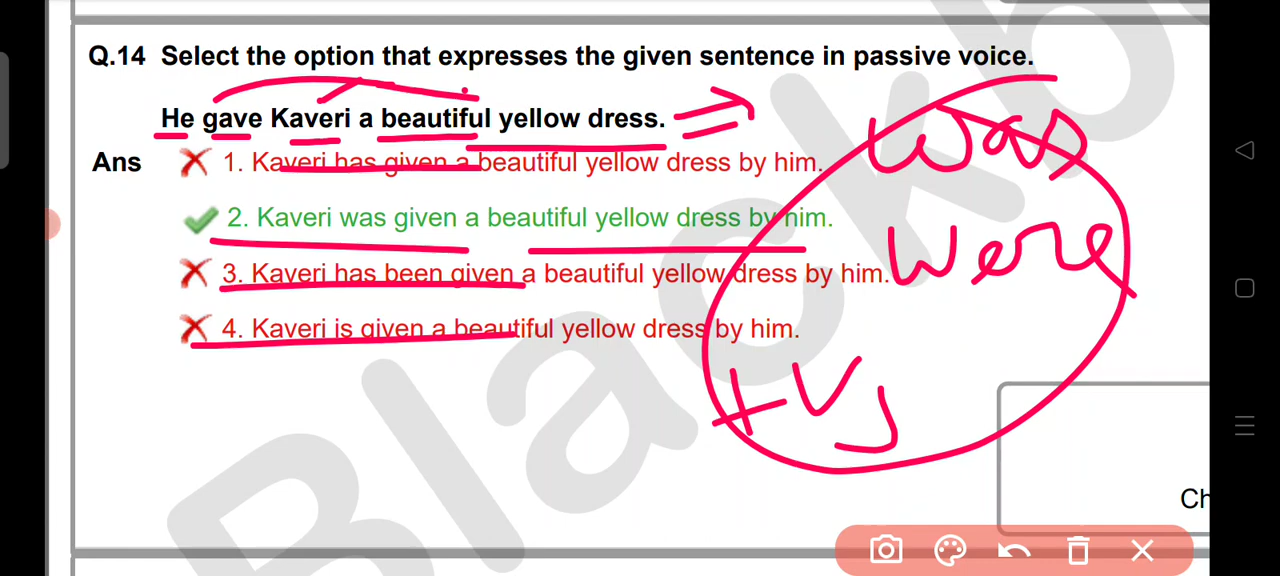 Q.14 Select the option that expresses the given sentence in passive voice.
He gave Kaveri a beautiful yellow dress.
Ans 1. Kaveri has given a beautiful yellow dress by him.
2. Kaveri was given a beautiful yellow dress by him.
3. Kaveri has been given a beautiful yellow dress by him.
4. Kaveri is given a beautiful yellow dress by him.
was
were
+ V3
Ch
Blackb